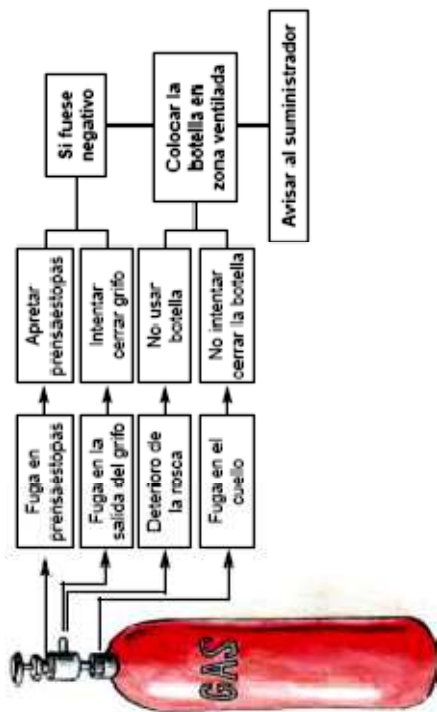 Fuga en
prensaestopas
Apretar
prensaestopas
Si fuese
negativo
Fuga en la
salida del grifo
Intentar
cerrar grifo
Deterioro de
la rosca
No usar
botella
Colocar la
botella en
zona ventilada
Fuga en el
cuello
No intentar
cerrar la botella
Avisar al suministrador
GAS